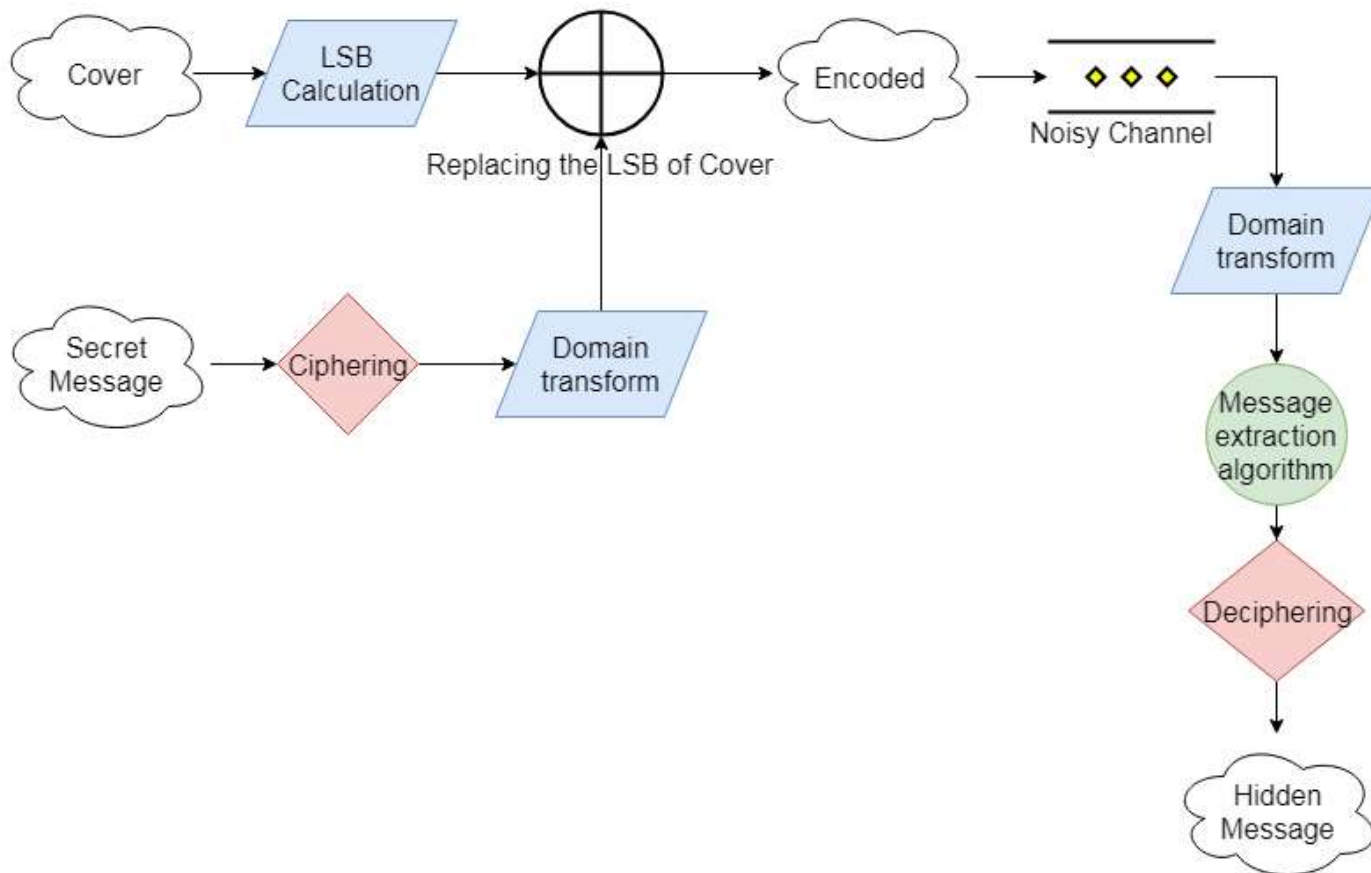 Cover
LSB
Calculation
Replacing the LSB of Cover
Encoded
Noisy Channel
Secret
Message
Ciphering
Domain
transform
Domain
transform
Message
extraction
algorithm
Deciphering
Hidden
Message